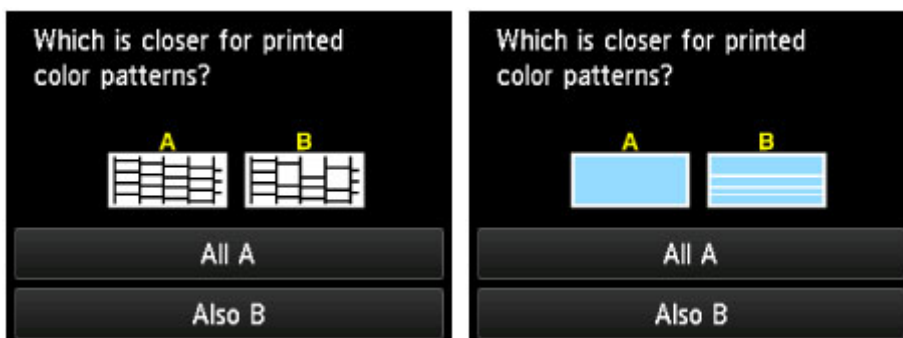 Which is closer for printed
color patterns?
A B
All A
Also B
Which is closer for printed
color patterns?
A B
All A
Also B